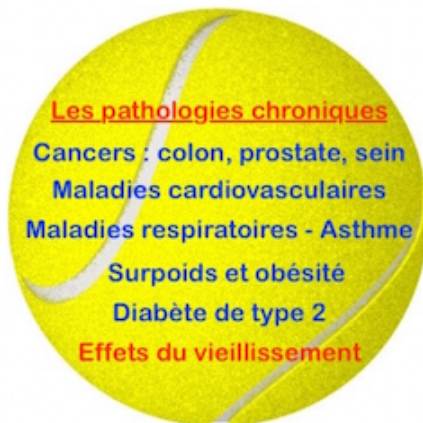 Les pathologies chroniques
Cancers : colon, prostate, sein
Maladies cardiovasculaires
Maladies respiratoires - Asthme
Surpoids et obésité
Diabète de type 2
Effets du vieillissement